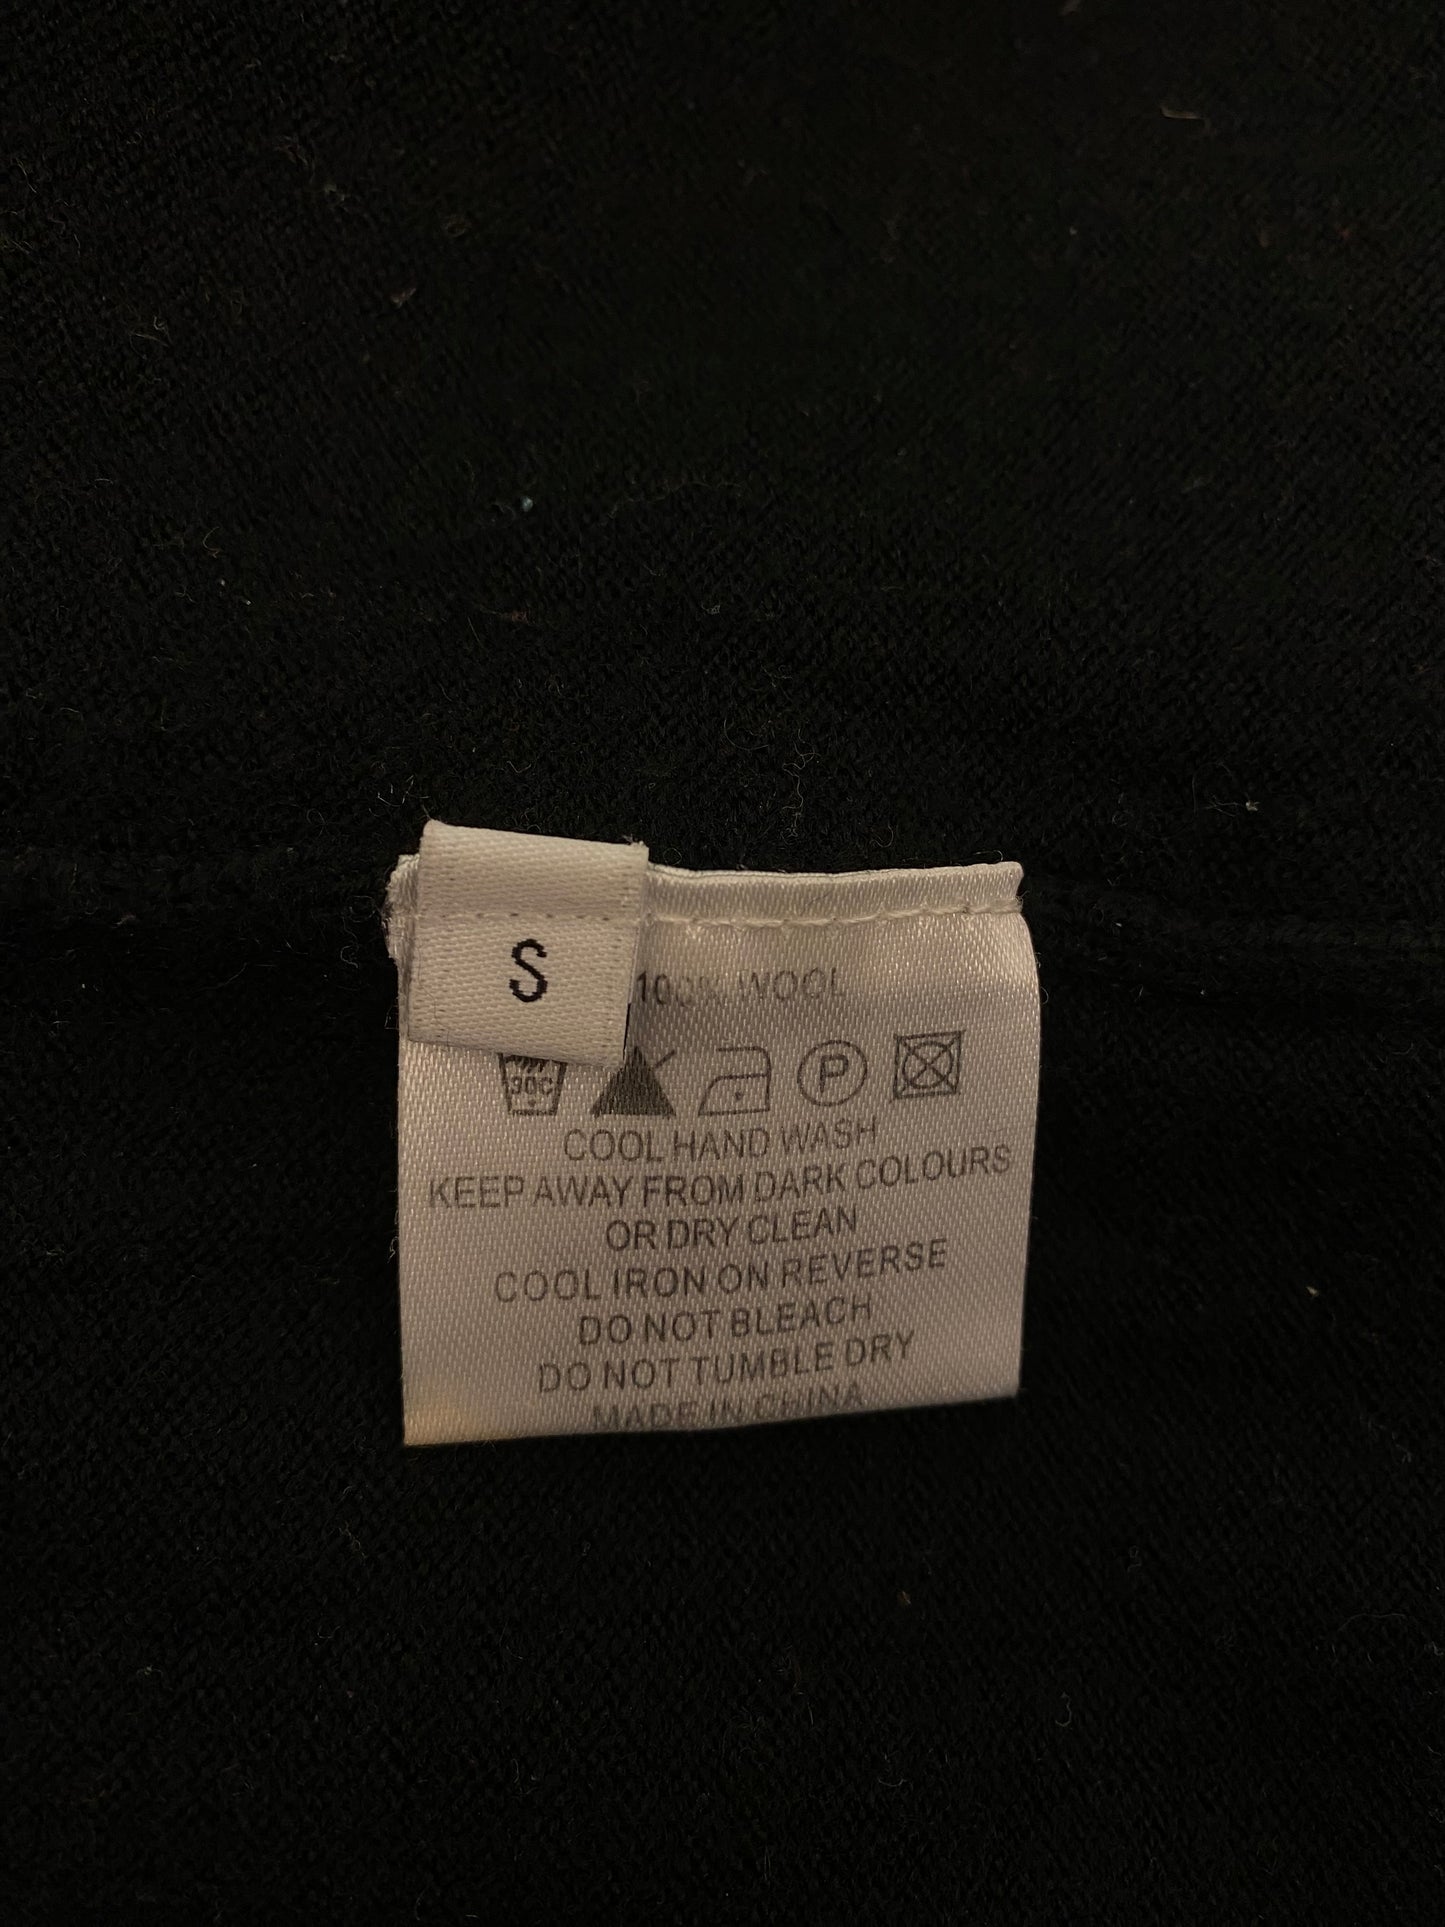 S
100% WOOL
30C
P
COOL HAND WASH
KEEP AWAY FROM DARK COLOURS
OR DRY CLEAN
COOL IRON ON REVERSE
DO NOT BLEACH
DO NOT TUMBLE DRY
MADE IN CHINA